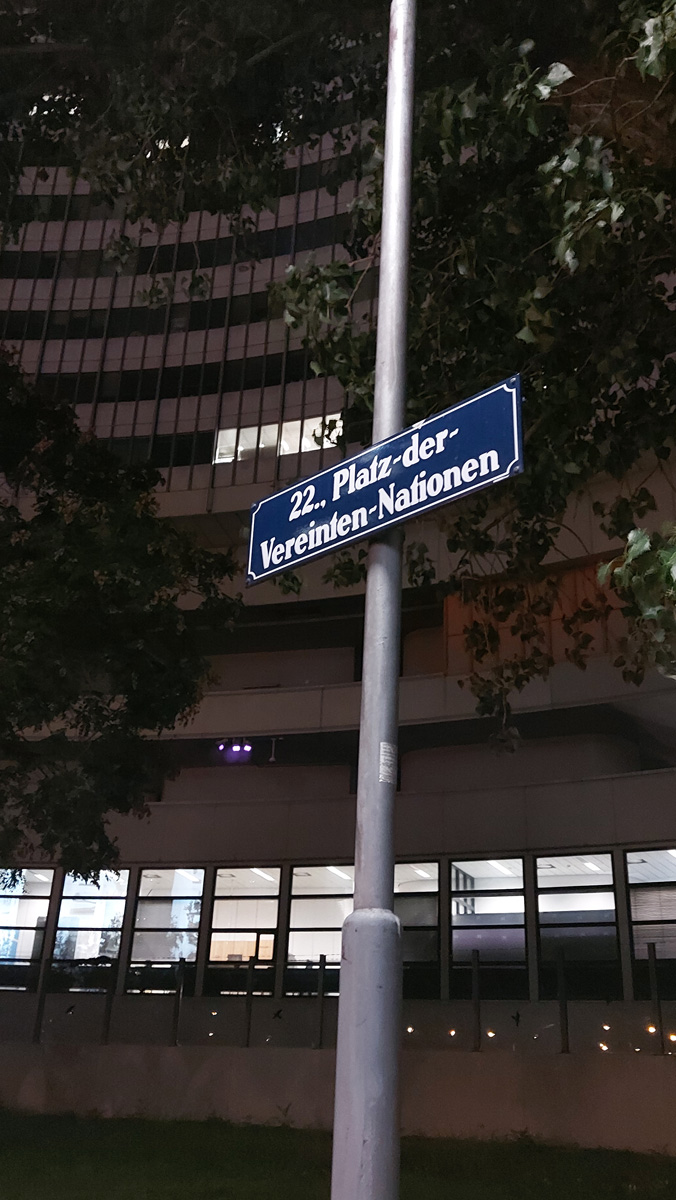 22., Platz-der-
Vereinten-Nationen